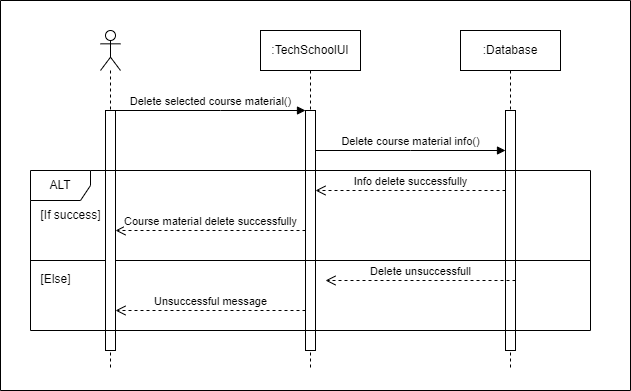 :TechSchoolUI
:Database
Delete selected course material()
Delete course material info()
ALT
Info delete successfully
[If success]
Course material delete successfully
[Else]
Delete unsuccessfull
Unsuccessful message